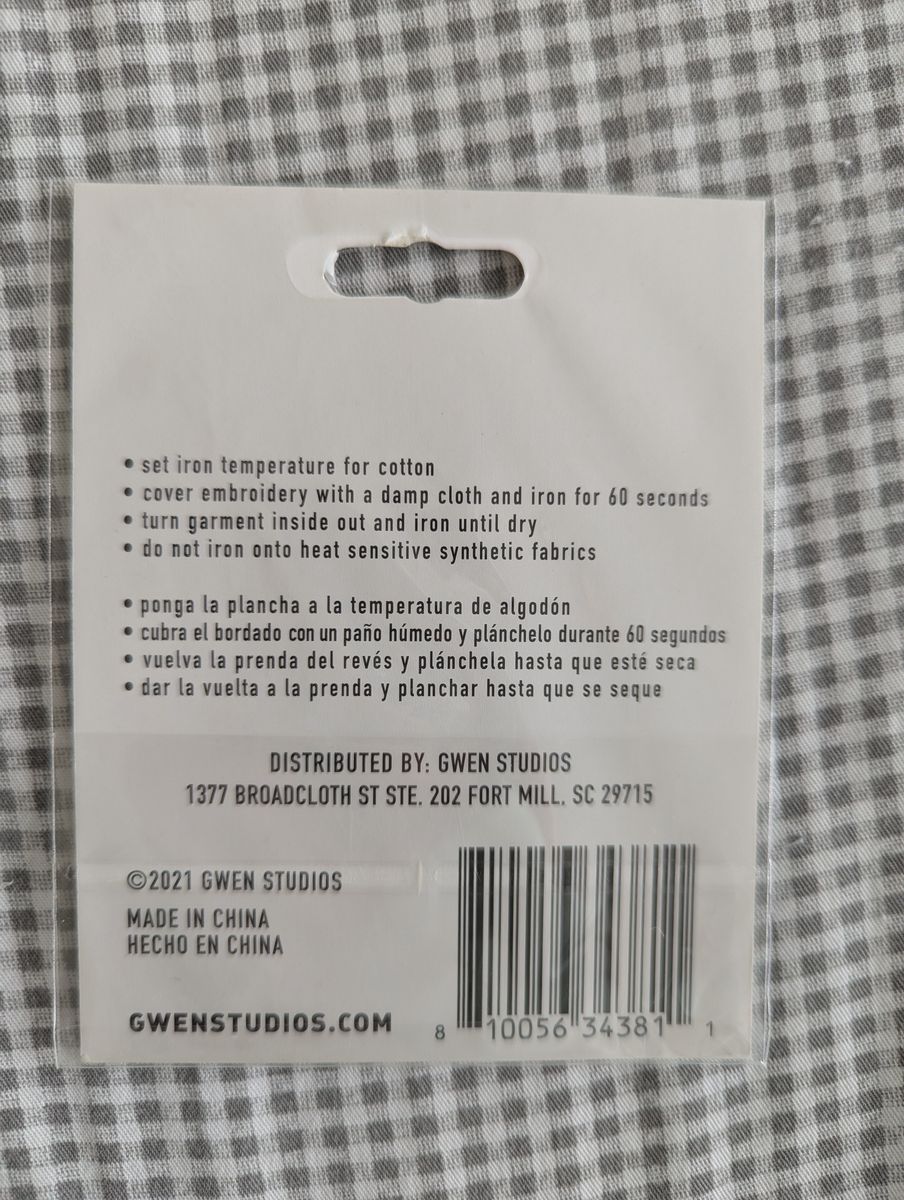 • set iron temperature for cotton
• cover embroidery with a damp cloth and iron for 60 seconds
• turn garment inside out and iron until dry
• do not iron onto heat sensitive synthetic fabrics
• ponga la plancha a la temperatura de algodón
• cubra el bordado con un paño húmedo y plánchelo durante 60 segundos
• vuelva la prenda del revés y plánchela hasta que esté seca
• dar la vuelta a la prenda y planchar hasta que se seque
DISTRIBUTED BY: GWEN STUDIOS
1377 BROADCLOTH ST STE. 202 FORT MILL, SC 29715
©2021 GWEN STUDIOS
MADE IN CHINA
HECHO EN CHINA
GWENSTUDIOS.COM
8 10056 34381 1